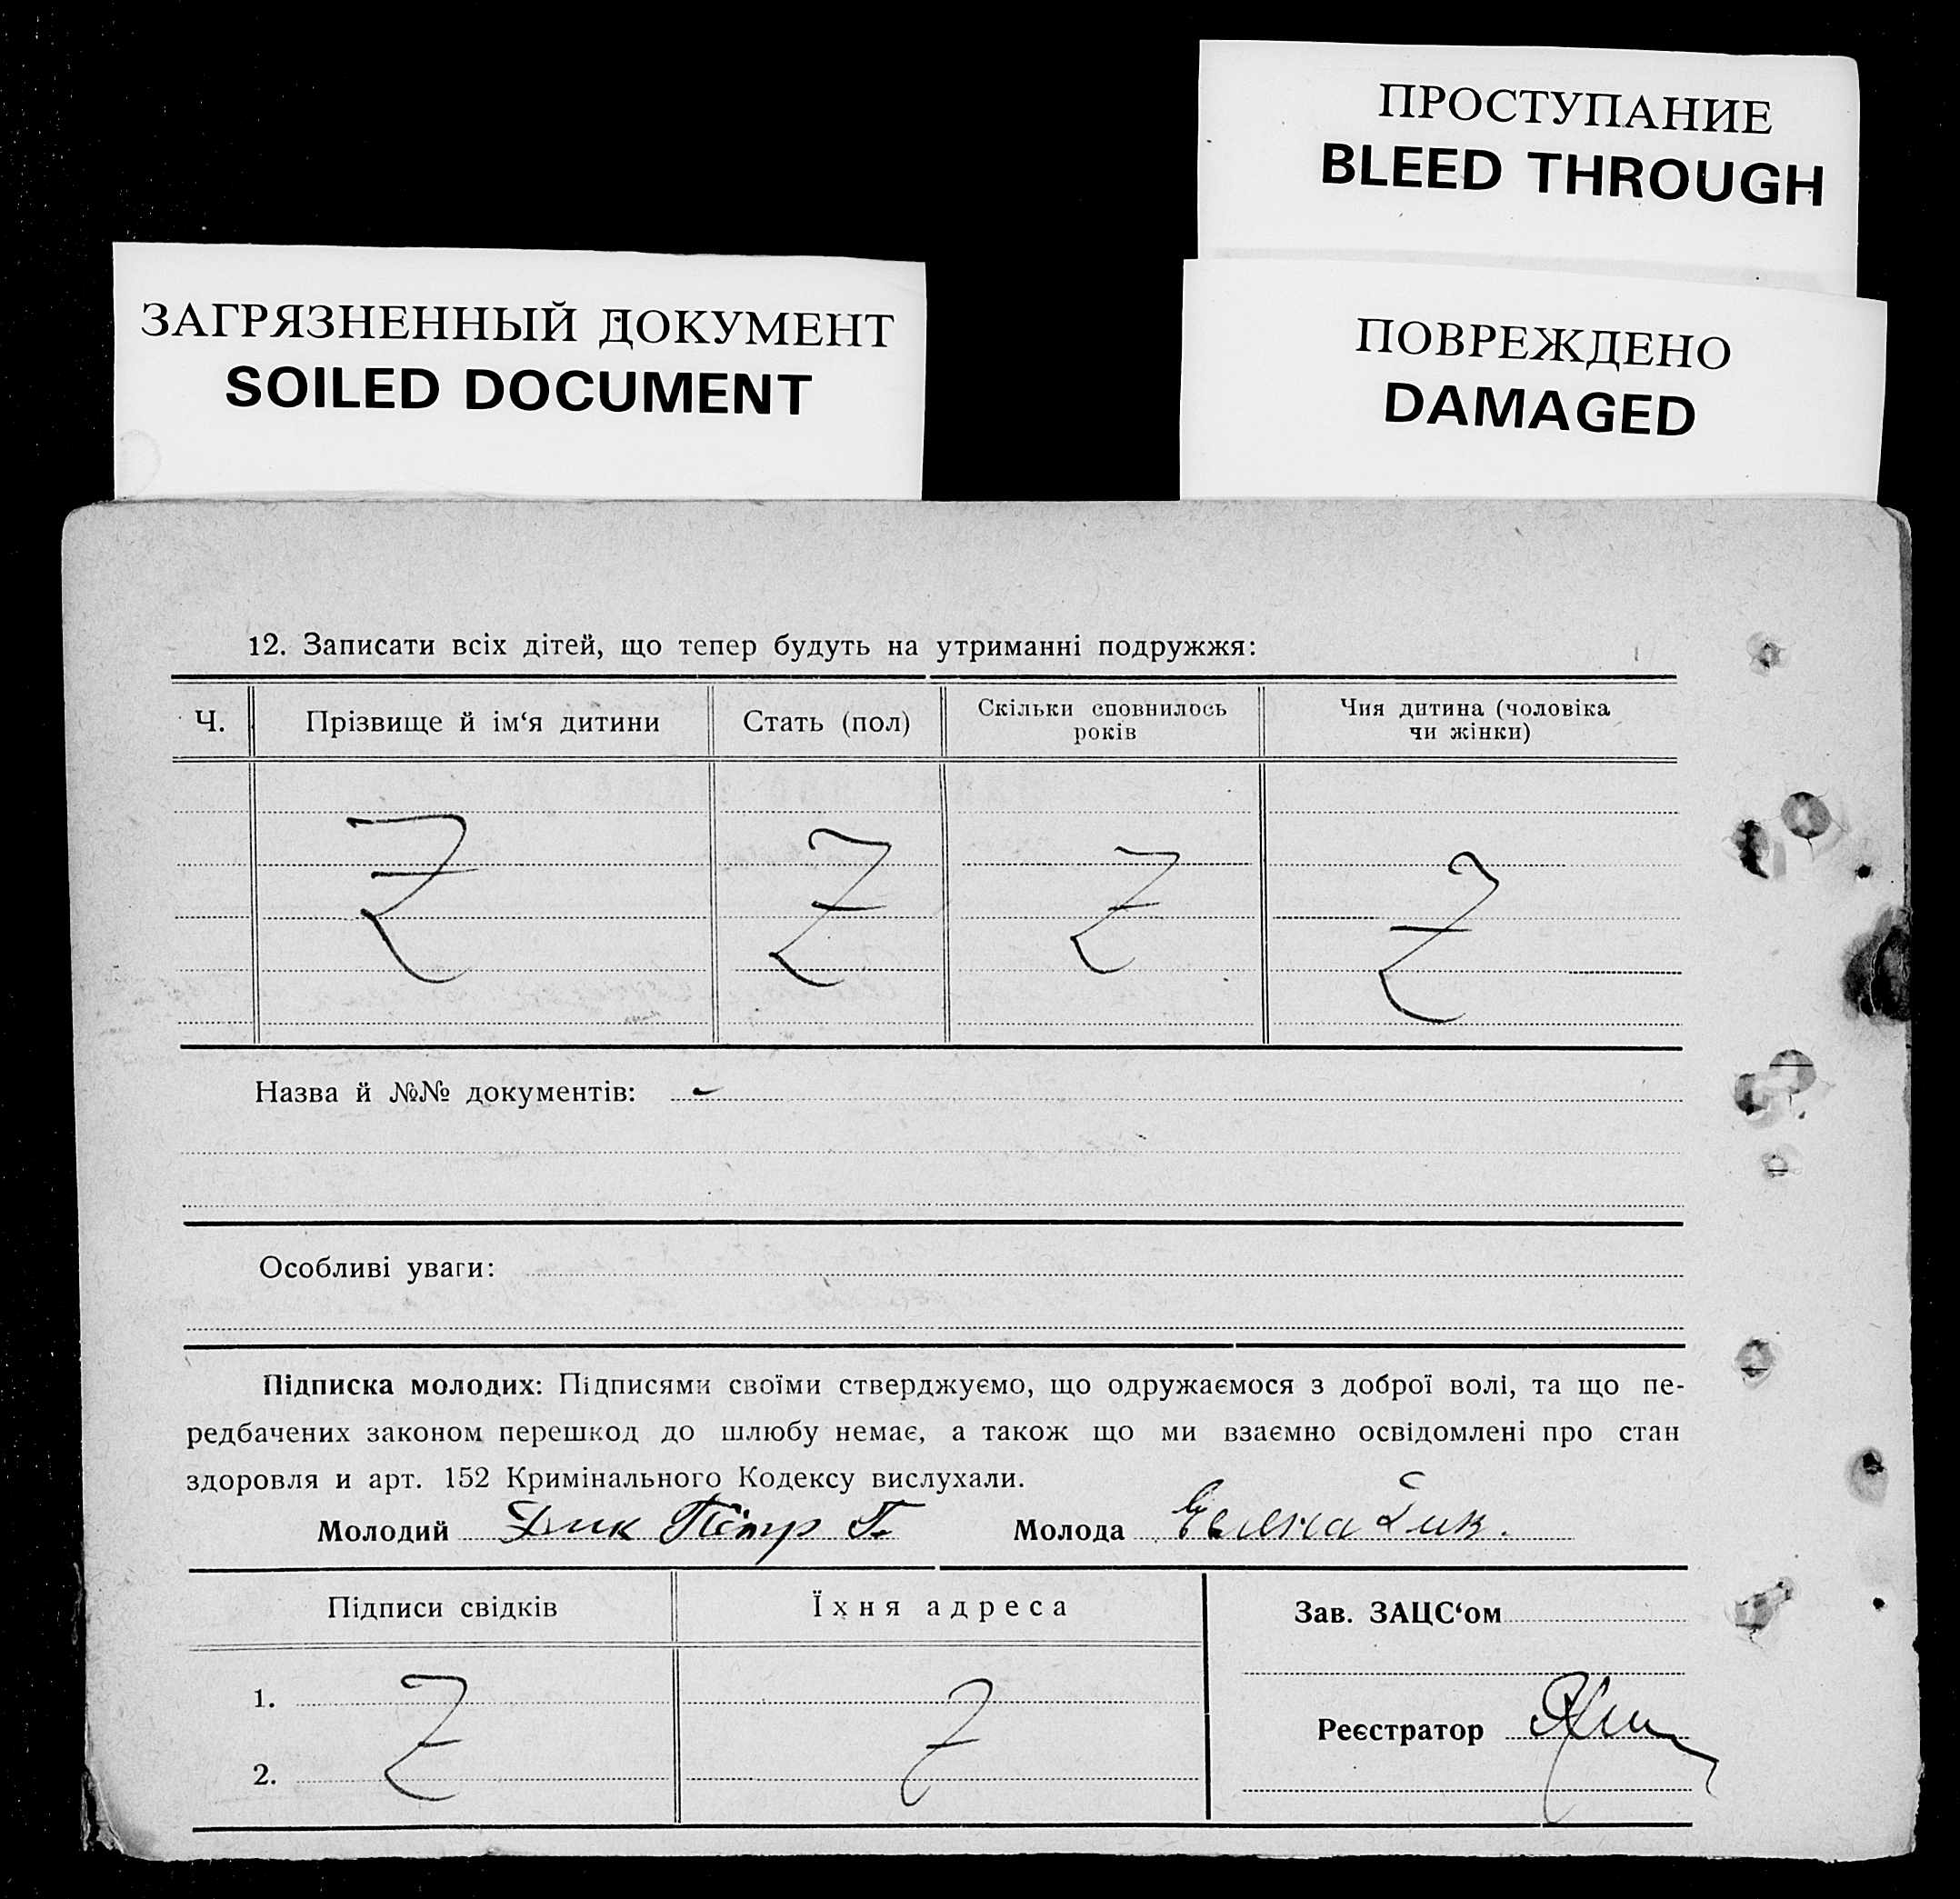 ПРОСТУПАНИЕ
BLEED THROUGH
ЗАГРЯЗНЕННЫЙ ДОКУМЕНТ
SOILED DOCUMENT
ПОВРЕЖДЕНО
DAMAGED
12. Записати всіх дітей, що тепер будуть на утриманні подружжя:
Ч. Прізвище й ім‘я дитини Стать (пол) Скільки сповнилось років Чия дитина (чоловіка чи жінки)
Z Z Z Z
Назва й №№ документів: -
Особливі уваги:
Підписка молодих: Підписями своїми стверджуємо, що одружаємося з доброї волі, та що пе-
редбачених законом перешкод до шлюбу немає, а також що ми взаємно освідомлені про стан
здоровля и арт. 152 Кримінального Кодексу вислухали.
Молодий Дик Петр Г. Молода Дик.
Підписи свідків Їхня адреса Зав. ЗАЦС‘ом
1. Z Z
Реєстратор
2.